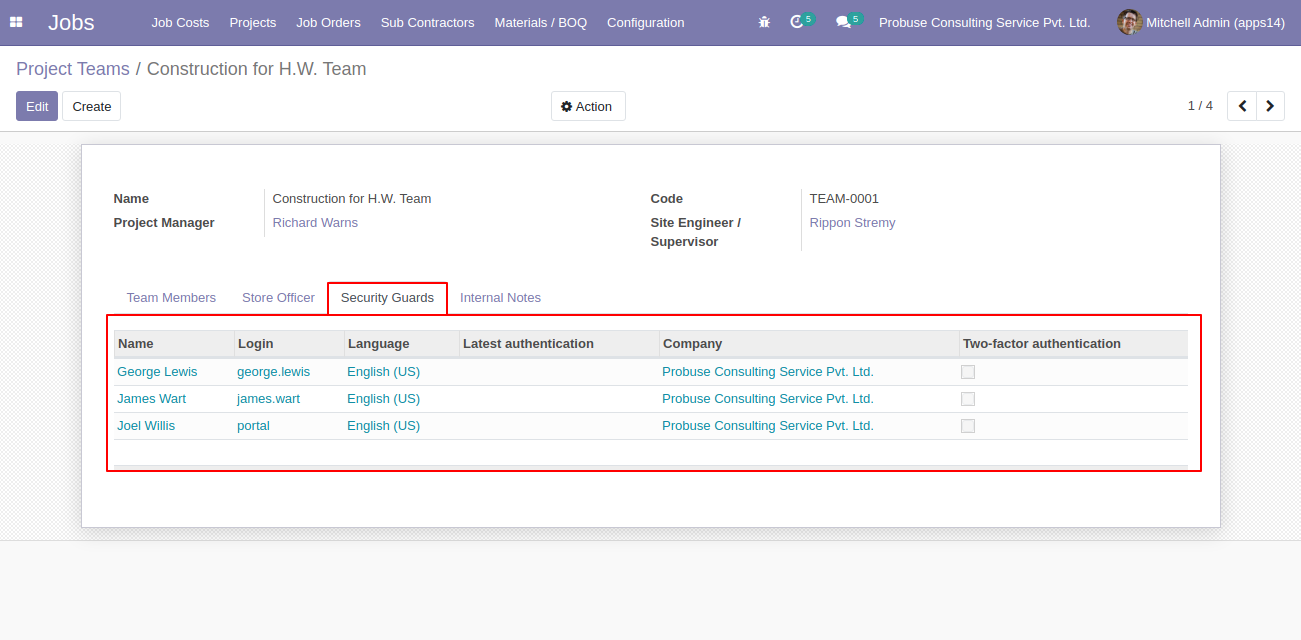 Jobs Job Costs Projects Job Orders Sub Contractors Materials / BOQ Configuration 5 5 Probuse Consulting Service Pvt. Ltd. Mitchell Admin (apps14)
Project Teams / Construction for H.W. Team
Edit Create Action 1 / 4
Name Construction for H.W. Team Code TEAM-0001
Project Manager Richard Warns Site Engineer / Rippon Stremy
Supervisor
Team Members Store Officer Security Guards Internal Notes
Name Login Language Latest authentication Company Two-factor authentication
George Lewis george.lewis English (US) Probuse Consulting Service Pvt. Ltd.
James Wart james.wart English (US) Probuse Consulting Service Pvt. Ltd.
Joel Willis portal English (US) Probuse Consulting Service Pvt. Ltd.